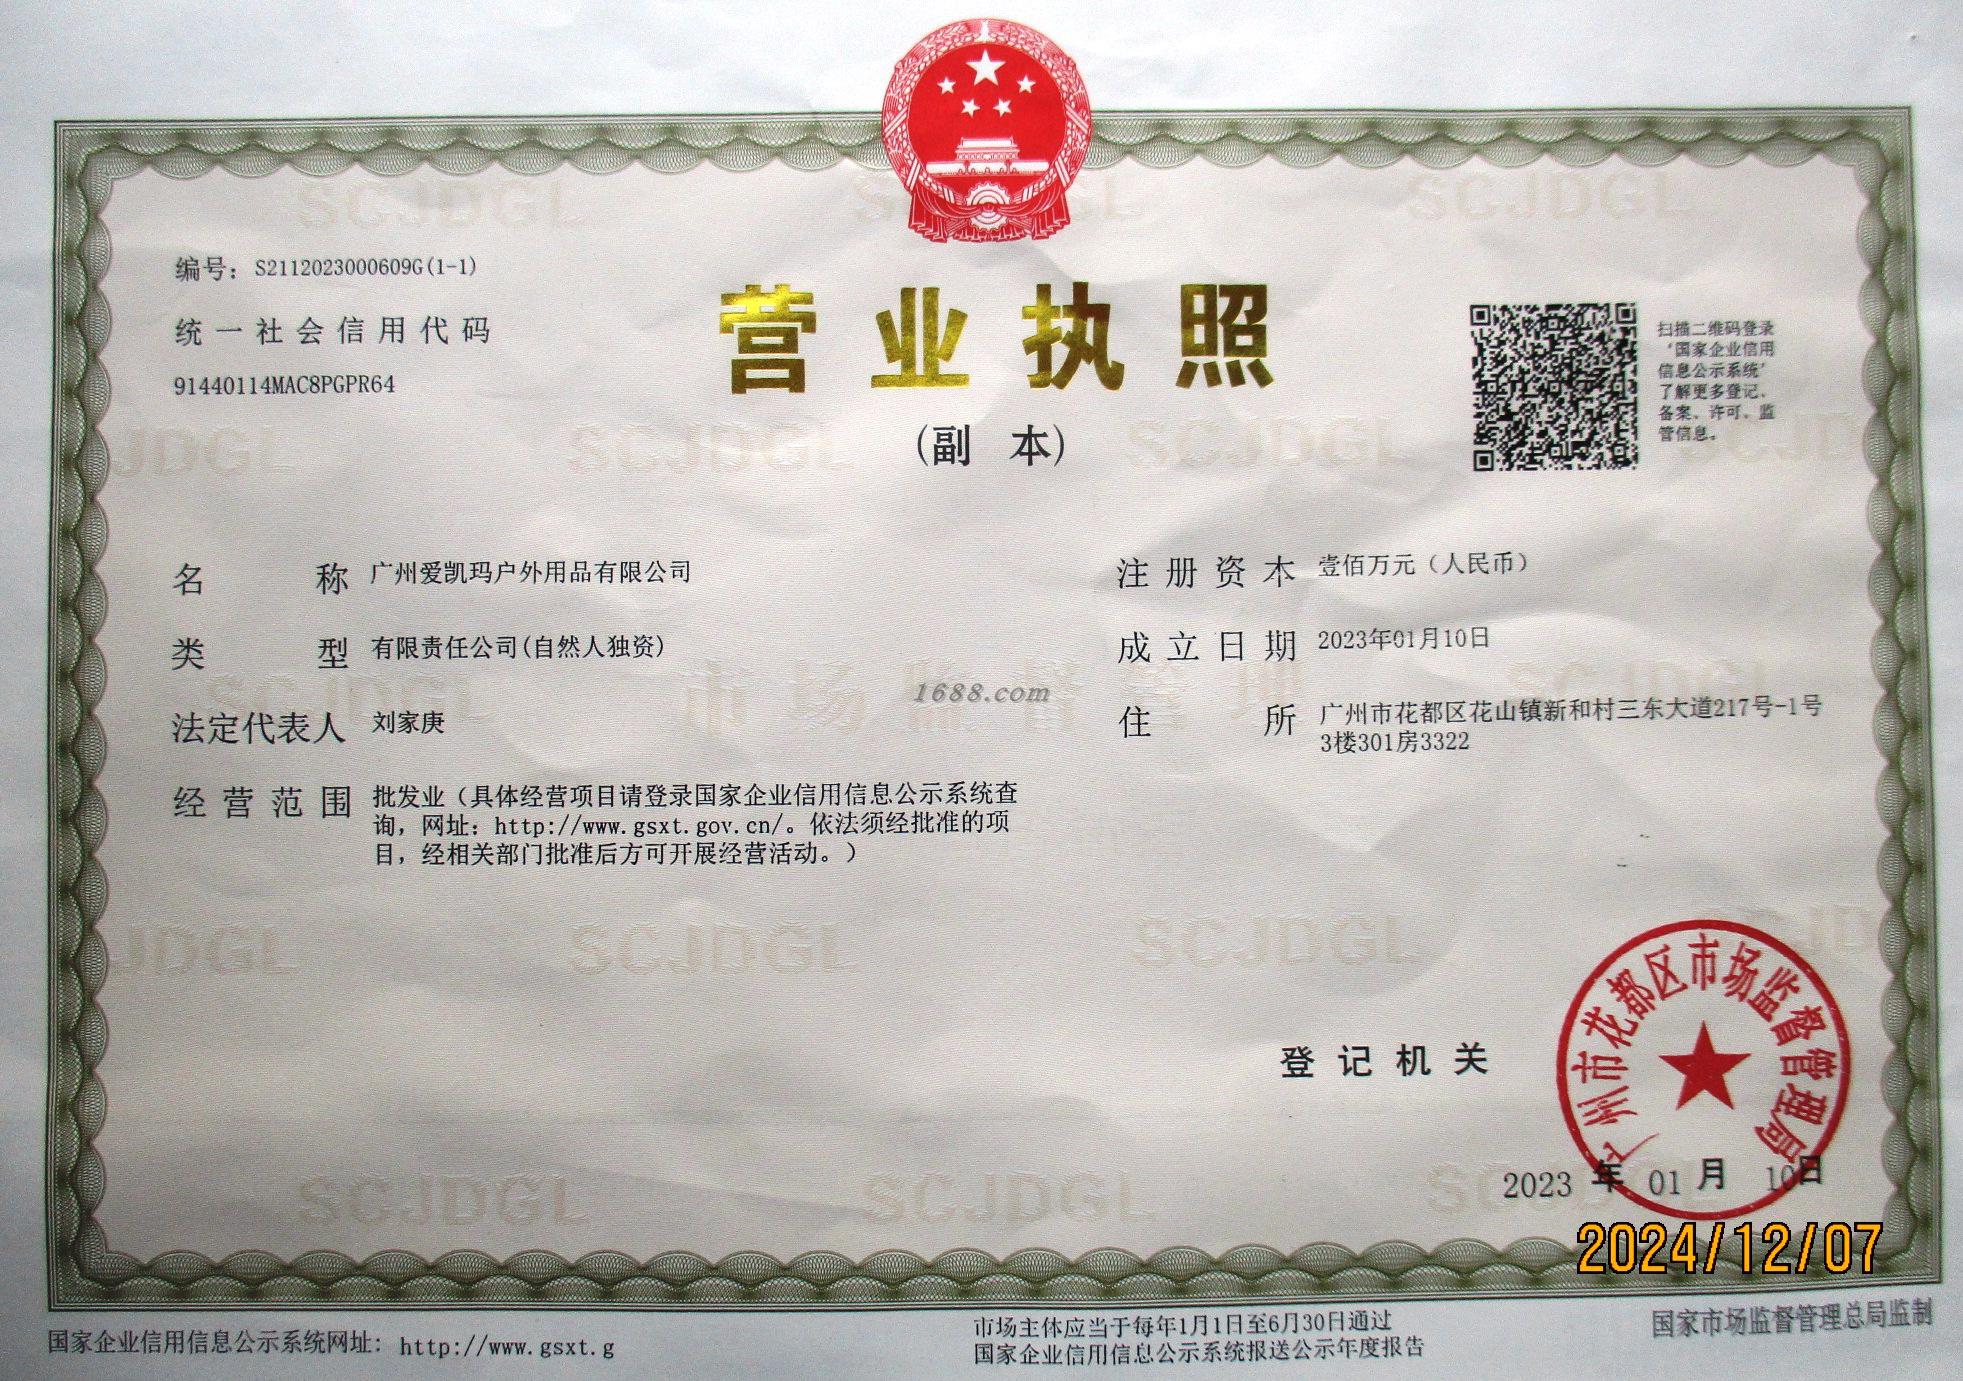 编号：S2112023000609G(1-1)
统一社会信用代码
91440114MAC8PGPR64
营业执照
(副 本)
扫描二维码登录
‘国家企业信用
信息公示系统’
了解更多登记、
备案、许可、监
管信息。
名称 广州爱凯玛户外用品有限公司
类型 有限责任公司(自然人独资)
法定代表人 刘家庚
经营范围 批发业（具体经营项目请登录国家企业信用信息公示系统查
询，网址：http://www.gsxt.gov.cn/。依法须经批准的项
目，经相关部门批准后方可开展经营活动。）
注册资本 壹佰万元（人民币）
成立日期 2023年01月10日
住所 广州市花都区花山镇新和村三东大道217号-1号
3楼301房3322
SCJDGL
市场监督管理
1688.com
登记机关
广州市花都区市场监督管理局
2023 年 01 月 10日
2024/12/07
国家企业信用信息公示系统网址：http://www.gsxt.g
市场主体应当于每年1月1日至6月30日通过
国家企业信用信息公示系统报送公示年度报告
国家市场监督管理总局监制